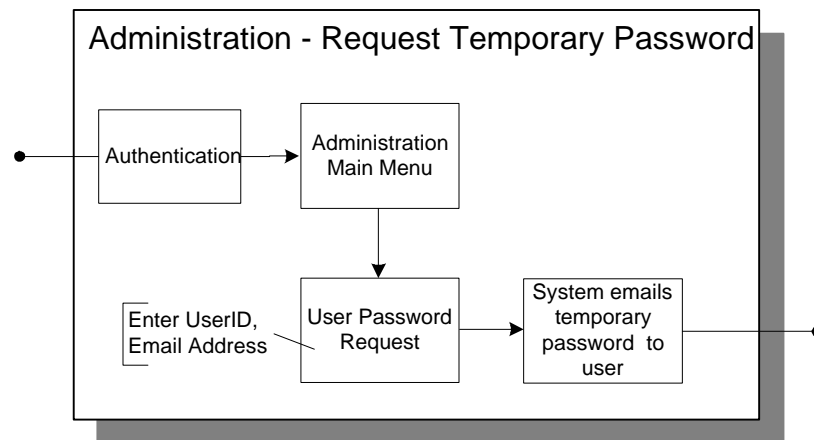 Administration - Request Temporary Password
Authentication
Administration
Main Menu
Enter UserID,
Email Address
User Password
Request
System emails
temporary
password to
user